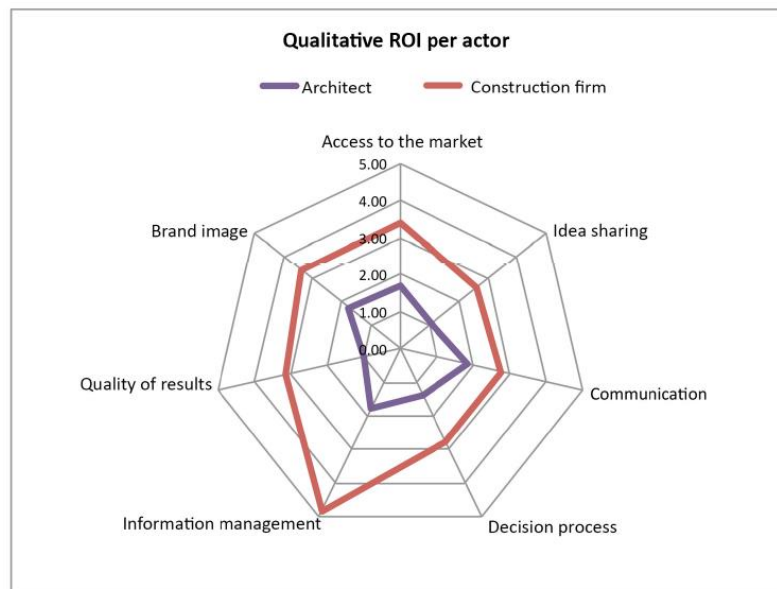 Qualitative ROI per actor
Architect
Construction firm
Access to the market
5.00
4.00
Brand image
Idea sharing
3.00
2.00
1.00
0.00
Quality of results
Communication
Information management
Decision process